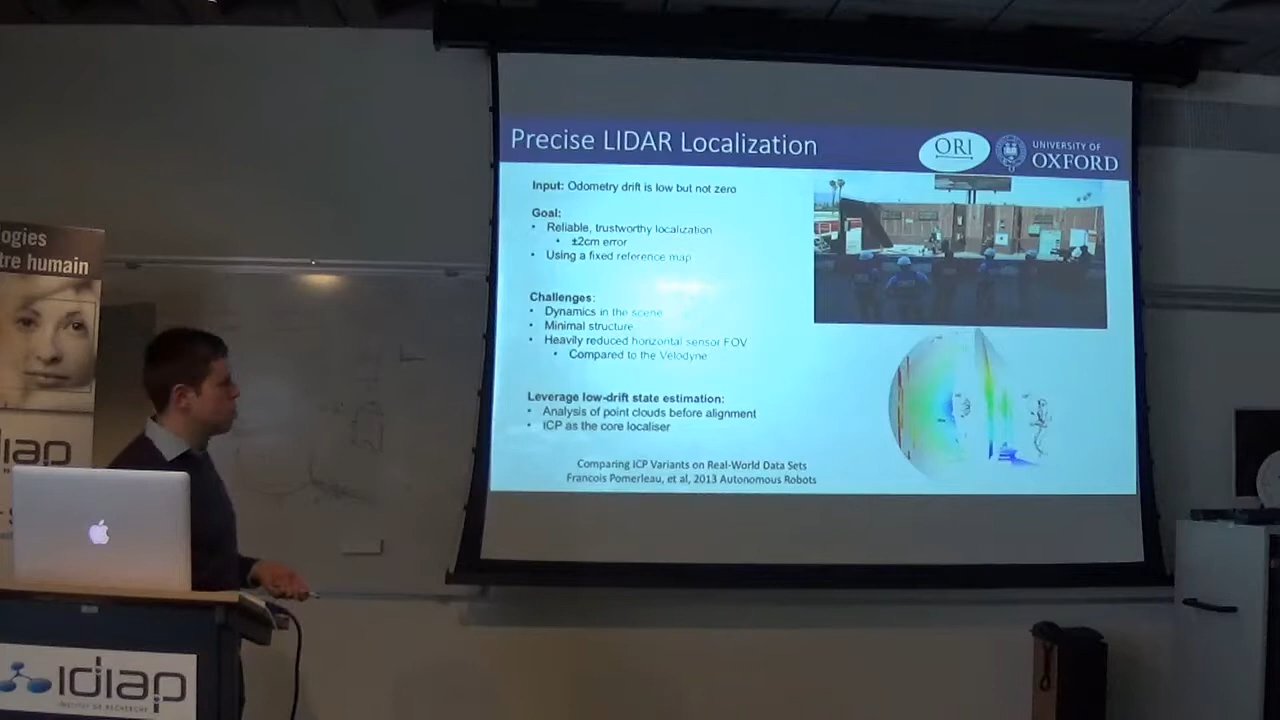 Precise LIDAR Localization
ORI
UNIVERSITY OF
OXFORD
Input: Odometry drift is low but not zero
Goal:
• Reliable, trustworthy localization
• ±2cm error
• Using a fixed reference map
Challenges:
• Dynamics in the scene
• Minimal structure
• Heavily reduced horizontal sensor FOV
• Compared to the Velodyne
Leverage low-drift state estimation:
• Analysis of point clouds before alignment
• ICP as the core localiser
Comparing ICP Variants on Real-World Data Sets
Francois Pomerleau, et al, 2013 Autonomous Robots
ogies
tre humain
diap
idiap